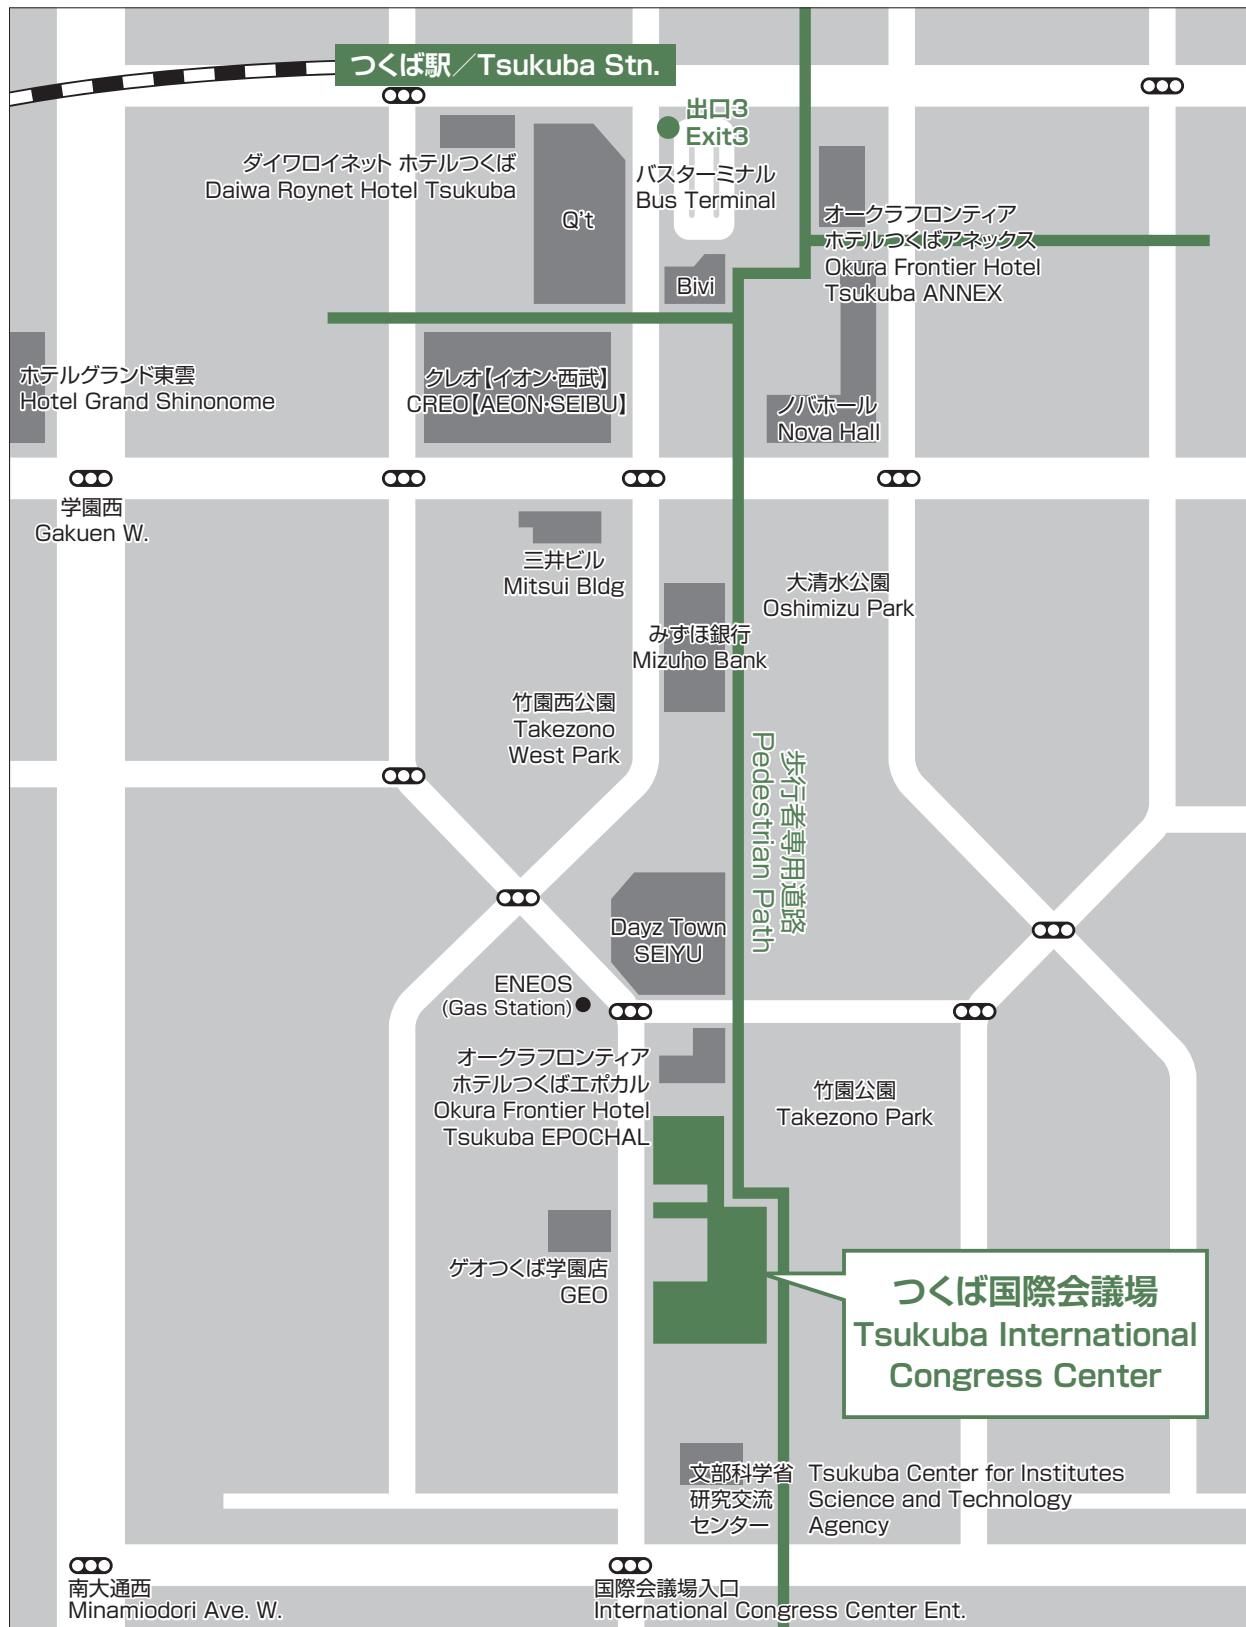 つくば駅／Tsukuba Stn.
出口3
Exit3
ダイワロイネット ホテルつくば
Daiwa Roynet Hotel Tsukuba
Q't
バスターミナル
Bus Terminal
オークラフロンティア
ホテルつくばアネックス
Okura Frontier Hotel
Tsukuba ANNEX
Bivi
ホテルグランド東雲
Hotel Grand Shinonome
クレオ【イオン・西武】
CREO【AEON・SEIBU】
ノバホール
Nova Hall
学園西
Gakuen W.
三井ビル
Mitsui Bldg
大清水公園
Oshimizu Park
みずほ銀行
Mizuho Bank
竹園西公園
Takezono
West Park
歩行者専用道路
Pedestrian Path
Dayz Town
SEIYU
ENEOS
(Gas Station)
オークラフロンティア
ホテルつくばエポカル
Okura Frontier Hotel
Tsukuba EPOCHAL
竹園公園
Takezono Park
ゲオつくば学園店
GEO
つくば国際会議場
Tsukuba International
Congress Center
文部科学省
研究交流
センター
Tsukuba Center for Institutes
Science and Technology
Agency
南大通西
Minamiodori Ave. W.
国際会議場入口
International Congress Center Ent.